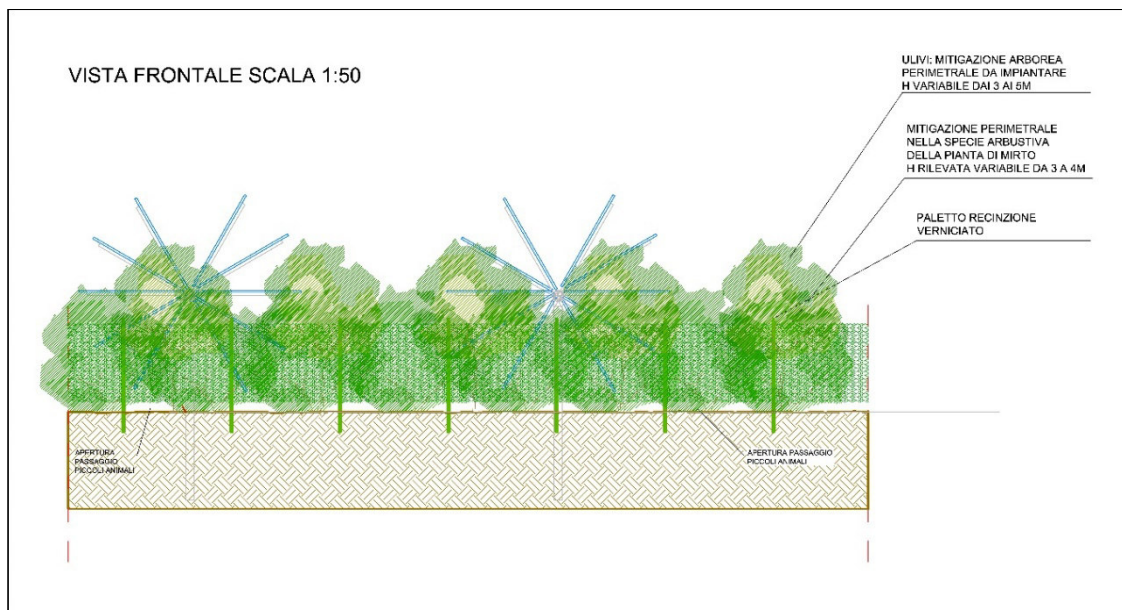 VISTA FRONTALE SCALA 1:50
ULIVI: MITIGAZIONE ARBOREA
PERIMETRALE DA IMPIANTARE
H VARIABILE DAI 3 AI 5M
MITIGAZIONE PERIMETRALE
NELLA SPECIE ARBUSTIVA
DELLA PIANTA DI MIRTO
H RILEVATA VARIABILE DA 3 A 4M
PALETTO RECINZIONE
VERNICIATO
APERTURA
PASSAGGIO
PICCOLI ANIMALI
APERTURA PASSAGGIO
PICCOLI ANIMALI